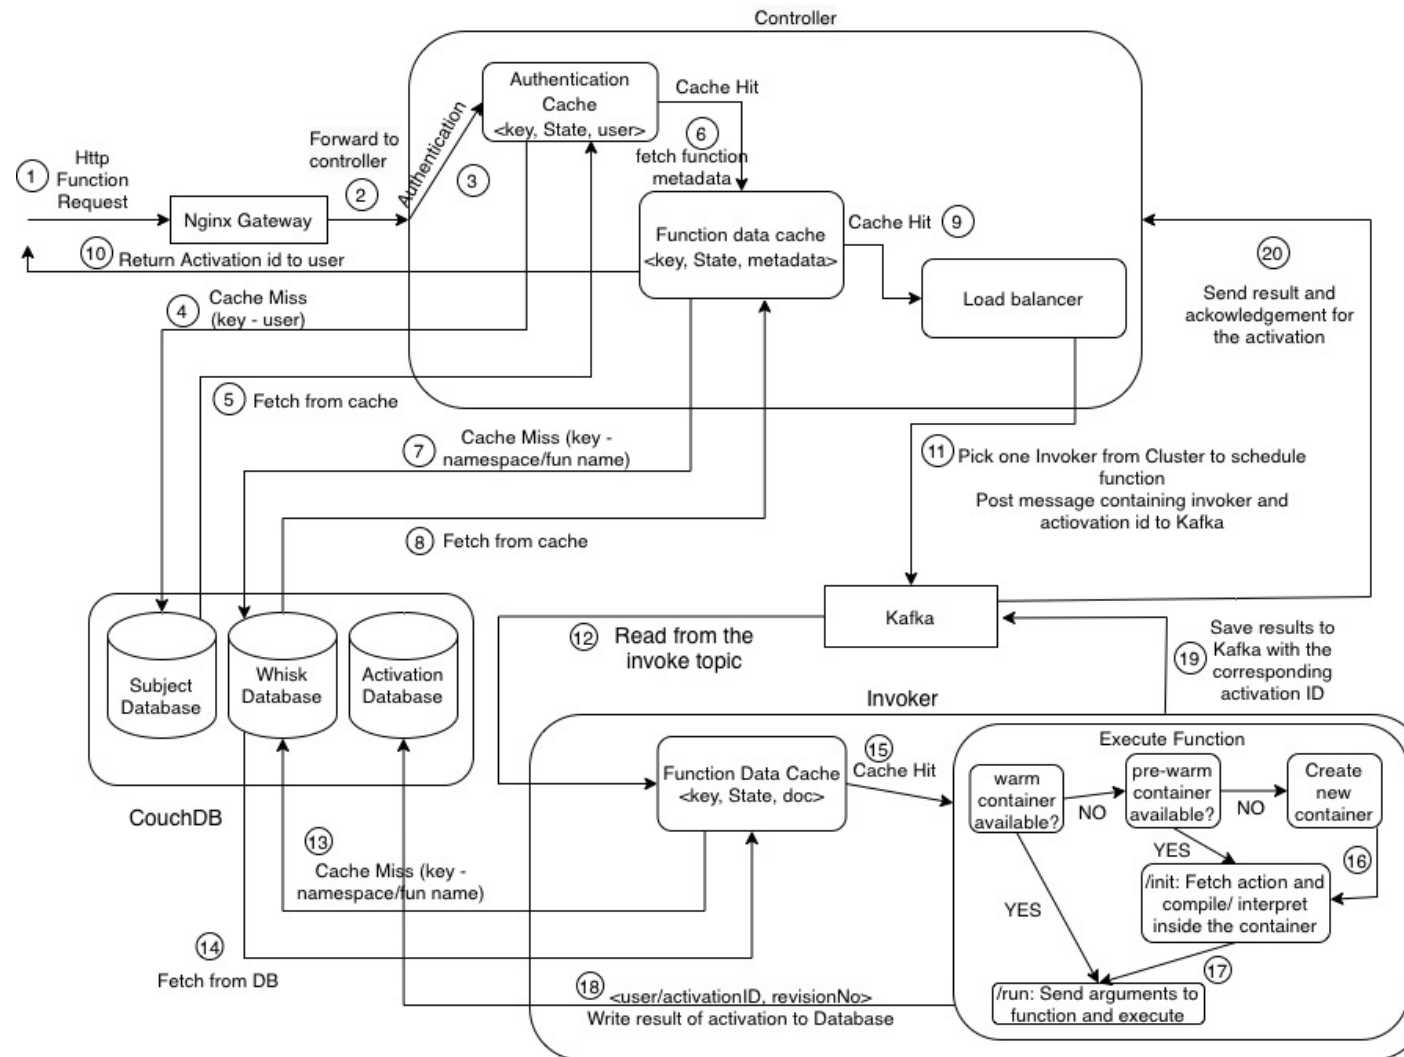 Controller
Authentication
Cache
<key, State, user>
Cache Hit
6
fetch function
metadata
Authentication
3
Forward to
controller
2
1
Http
Function
Request
Nginx Gateway
Function data cache
<key, State, metadata>
Cache Hit
9
Load balancer
10
Return Activation id to user
4
Cache Miss
(key - user)
5
Fetch from cache
7
Cache Miss (key -
namespace/fun name)
8
Fetch from cache
11
Pick one Invoker from Cluster to schedule
function
Post message containing invoker and
actiovation id to Kafka
20
Send result and
ackowledgement for
the activation
Kafka
12
Read from the
invoke topic
19
Save results to
Kafka with the
corresponding
activation ID
Subject
Database
Whisk
Database
Activation
Database
CouchDB
Invoker
Function Data Cache
<key, State, doc>
15
Cache Hit
Execute Function
warm
container
available?
NO
pre-warm
container
available?
NO
Create
new
container
YES
16
/init: Fetch action and
compile/ interpret
inside the container
YES
17
/run: Send arguments to
function and execute
13
Cache Miss (key -
namespace/fun name)
14
Fetch from DB
18
<user/activationID, revisionNo>
Write result of activation to Database